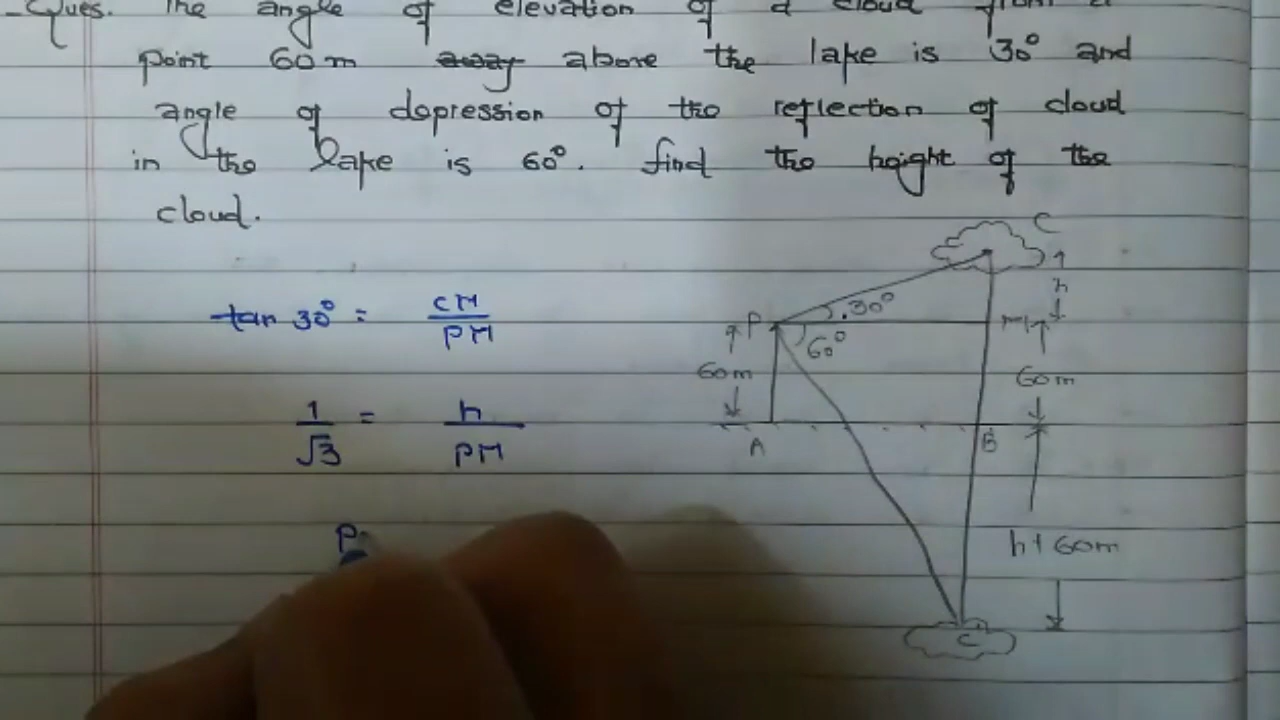 Ques. The angle of elevation of a cloud from a
point 60m away above the lake is 30° and
angle of depression of the reflection of cloud
in the lake is 60°. find the height of the
cloud.
tan 30° = CM/PM
1/√3 = h/PM
P
C
h
30°
P
M
60°
60m
60m
A
B
h+60m
C